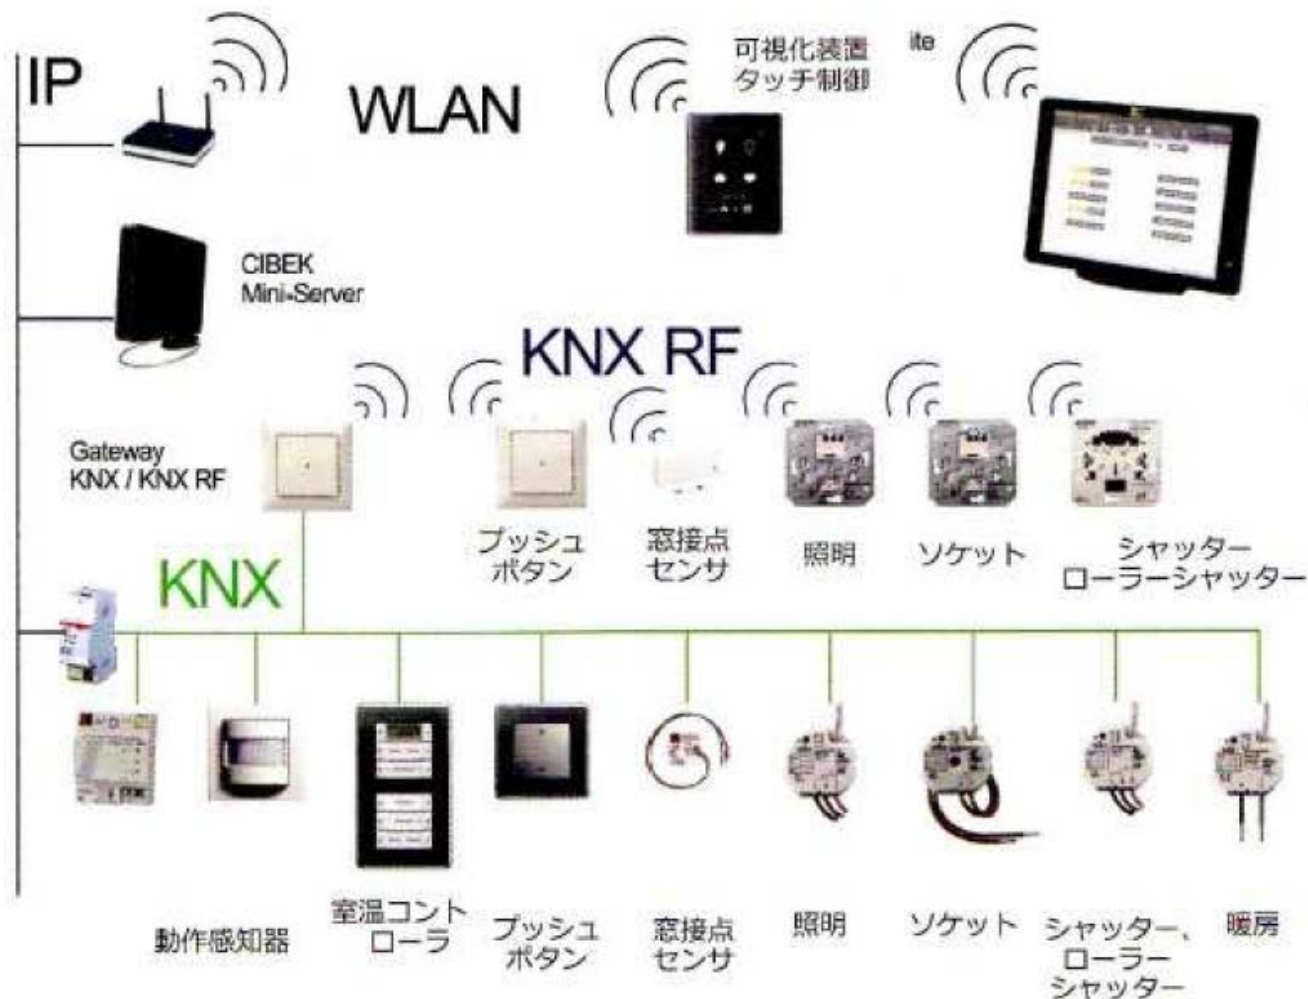 IP
WLAN
可視化装置
タッチ制御
ite
CIBEK
Mini-Server
KNX RF
Gateway
KNX / KNX RF
プッシュ
ボタン
窓接点
センサ
照明
ソケット
シャッター
ローラーシャッター
KNX
動作感知器
室温コント
ローラ
プッシュ
ボタン
窓接点
センサ
照明
ソケット
シャッター、
ローラー
シャッター
暖房